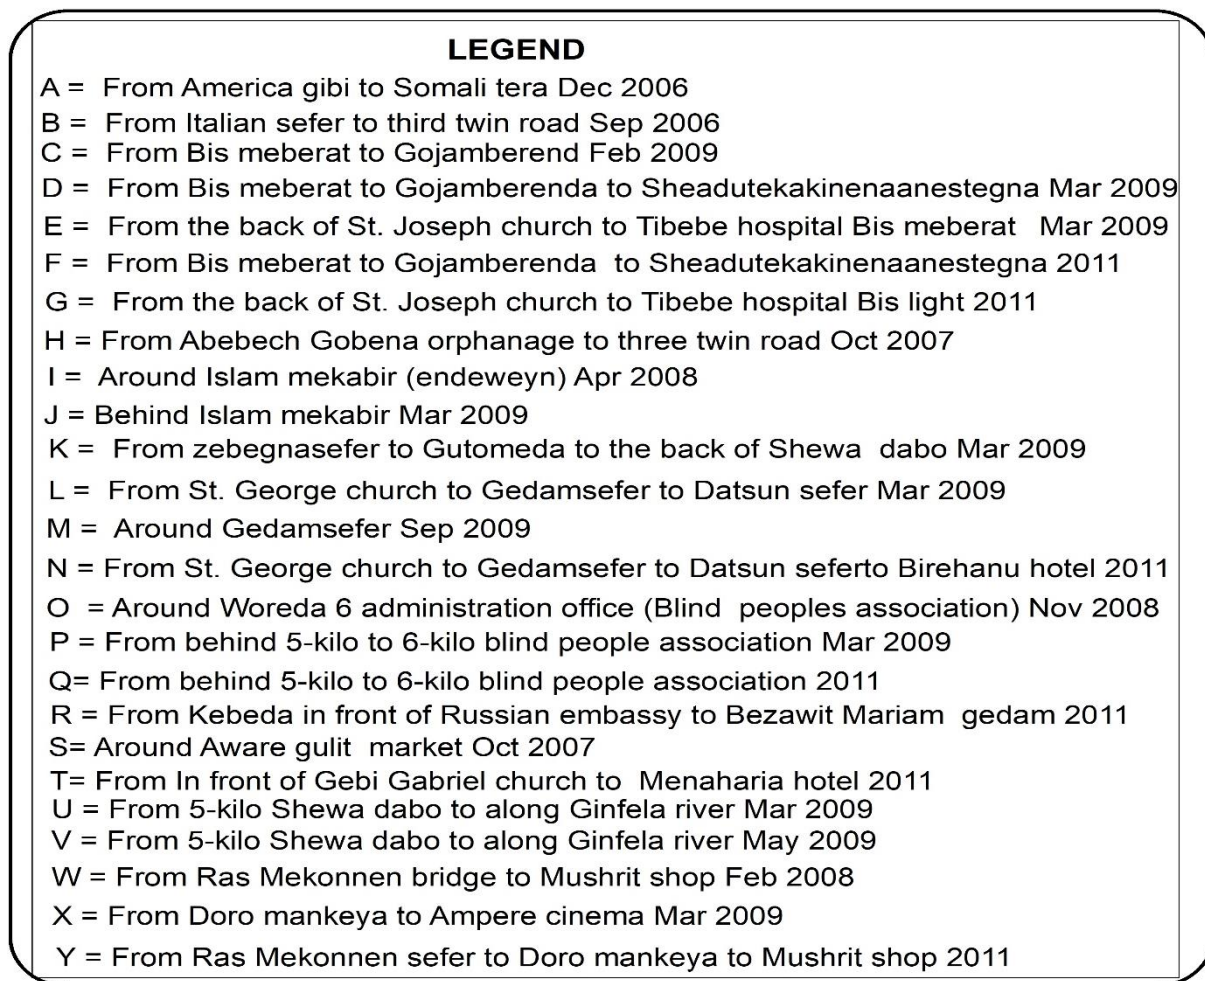 LEGEND
A = From America gibi to Somali tera Dec 2006
B = From Italian sefer to third twin road Sep 2006
C = From Bis meberat to Gojamberend Feb 2009
D = From Bis meberat to Gojamberenda to Sheadutekakinenaanestegna Mar 2009
E = From the back of St. Joseph church to Tibebe hospital Bis meberat Mar 2009
F = From Bis meberat to Gojamberenda to Sheadutekakinenaanestegna 2011
G = From the back of St. Joseph church to Tibebe hospital Bis light 2011
H = From Abebech Gobena orphanage to three twin road Oct 2007
I = Around Islam mekabir (endeweyn) Apr 2008
J = Behind Islam mekabir Mar 2009
K = From zebegnasefer to Gutomeda to the back of Shewa dabo Mar 2009
L = From St. George church to Gedamsefer to Datsun sefer Mar 2009
M = Around Gedamsefer Sep 2009
N = From St. George church to Gedamsefer to Datsun seferto Birehanu hotel 2011
O = Around Woreda 6 administration office (Blind peoples association) Nov 2008
P = From behind 5-kilo to 6-kilo blind people association Mar 2009
Q= From behind 5-kilo to 6-kilo blind people association 2011
R = From Kebeda in front of Russian embassy to Bezawit Mariam gedam 2011
S= Around Aware gulit market Oct 2007
T= From In front of Gebi Gabriel church to Menaharia hotel 2011
U = From 5-kilo Shewa dabo to along Ginfela river Mar 2009
V = From 5-kilo Shewa dabo to along Ginfela river May 2009
W = From Ras Mekonnen bridge to Mushrit shop Feb 2008
X = From Doro mankeya to Ampere cinema Mar 2009
Y = From Ras Mekonnen sefer to Doro mankeya to Mushrit shop 2011